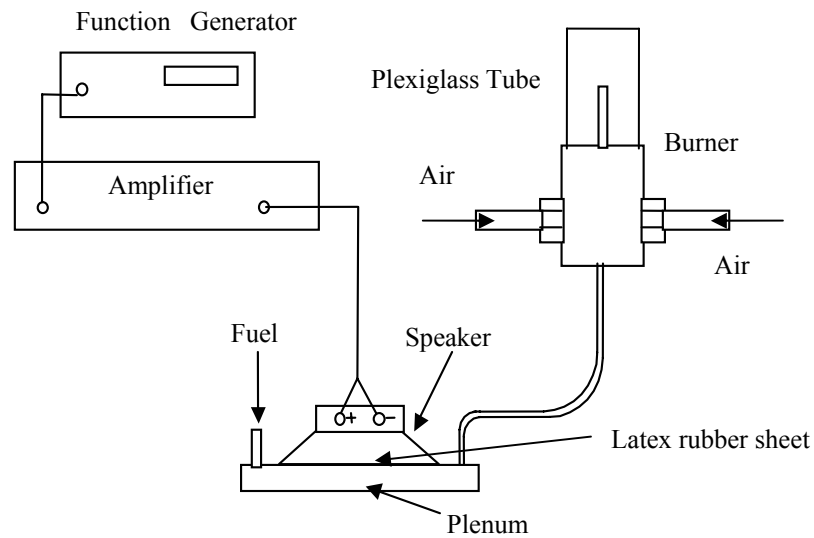 Function Generator
Plexiglass Tube
Burner
Amplifier
Air
Air
Fuel
Speaker
+ −
Latex rubber sheet
Plenum